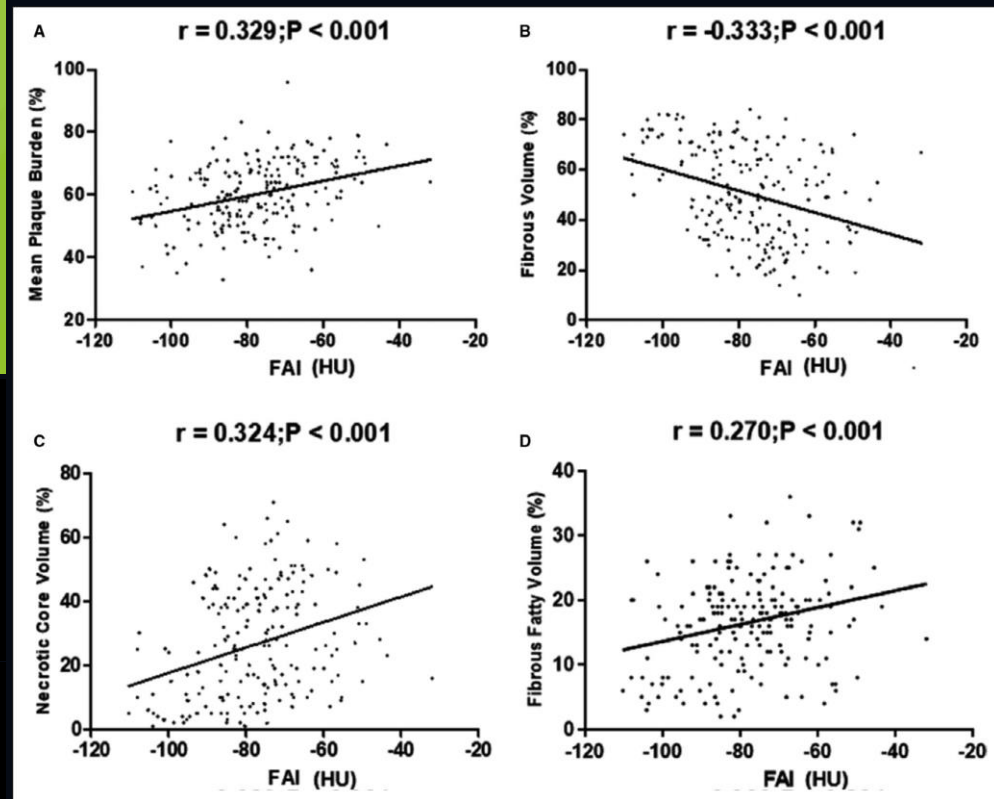 A
r = 0.329;P < 0.001
Mean Plaque Burden (%)
100
80
60
40
20
-120
-100
-80
-60
-40
-20
FAI (HU)
B
r = -0.333;P < 0.001
Fibrous Volume (%)
100
80
60
40
20
0
-120
-100
-80
-60
-40
-20
FAI (HU)
C
r = 0.324;P < 0.001
Necrotic Core Volume (%)
80
60
40
20
0
-120
-100
-80
-60
-40
-20
FAI (HU)
D
r = 0.270;P < 0.001
Fibrous Fatty Volume (%)
40
30
20
10
0
-120
-100
-80
-60
-40
-20
FAI (HU)